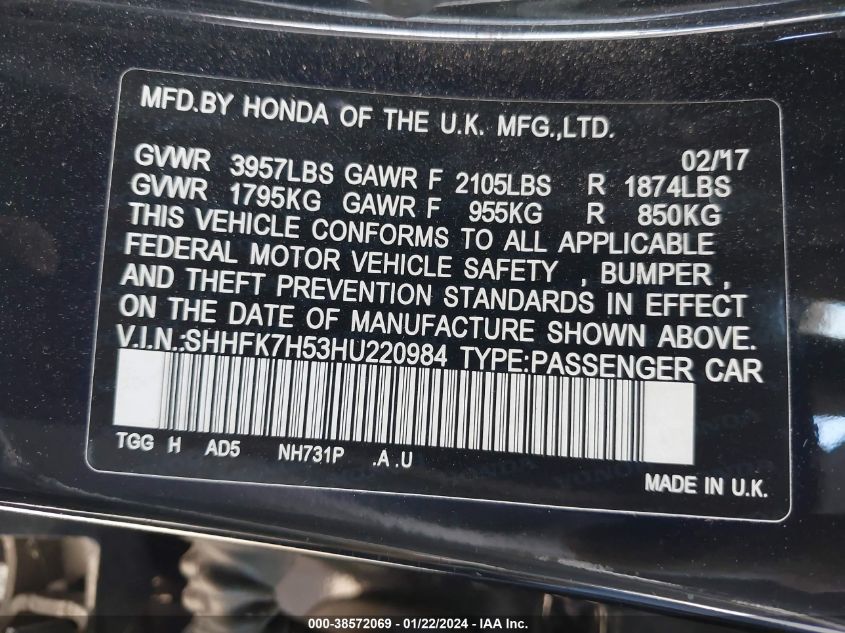 MFD.BY HONDA OF THE U.K. MFG.,LTD.
02/17
GVWR 3957LBS GAWR F 2105LBS R 1874LBS
GVWR 1795KG GAWR F 955KG R 850KG
THIS VEHICLE CONFORMS TO ALL APPLICABLE
FEDERAL MOTOR VEHICLE SAFETY , BUMPER ,
AND THEFT PREVENTION STANDARDS IN EFFECT
ON THE DATE OF MANUFACTURE SHOWN ABOVE.
V.I.N.:SHHFK7H53HU220984 TYPE:PASSENGER CAR
TGG H AD5 NH731P .A .U
MADE IN U.K.
000-38572069 - 01/22/2024 - IAA Inc.